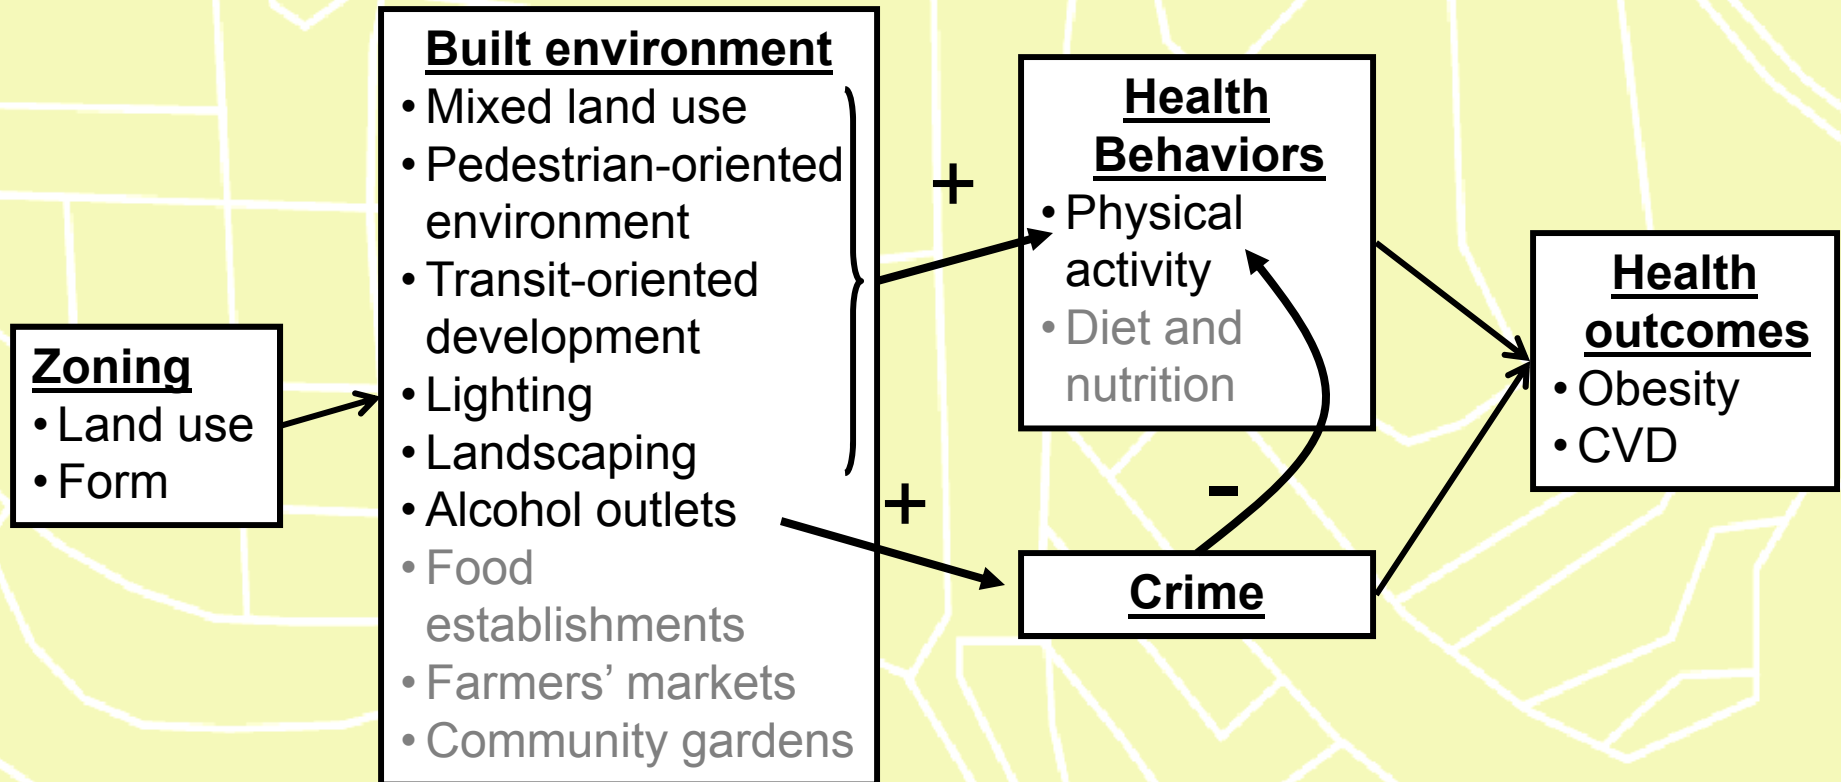 Zoning
• Land use
• Form
Built environment
• Mixed land use
• Pedestrian-oriented
environment
• Transit-oriented
development
• Lighting
• Landscaping
• Alcohol outlets
• Food
establishments
• Farmers’ markets
• Community gardens
+
+
Health
Behaviors
• Physical
activity
• Diet and
nutrition
-
Crime
Health
outcomes
• Obesity
• CVD